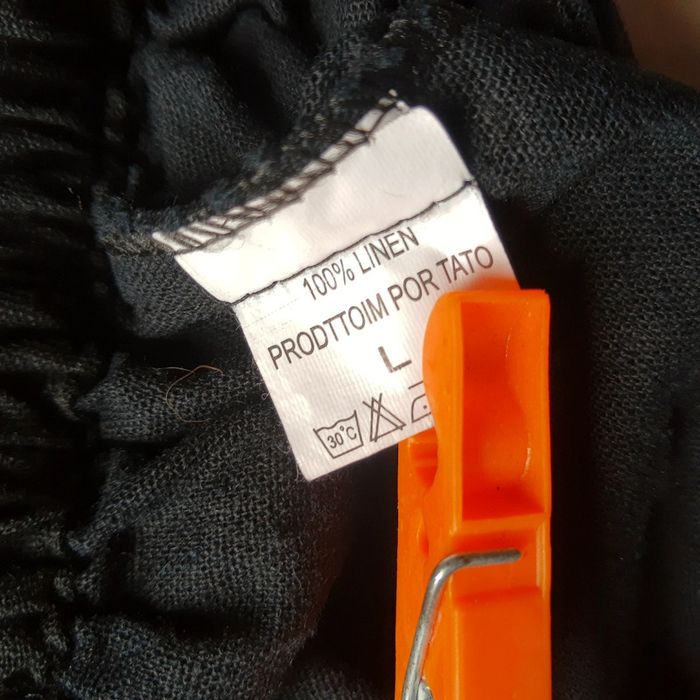 100% LINEN
PRODTTOIM POR TATO
L
30°C